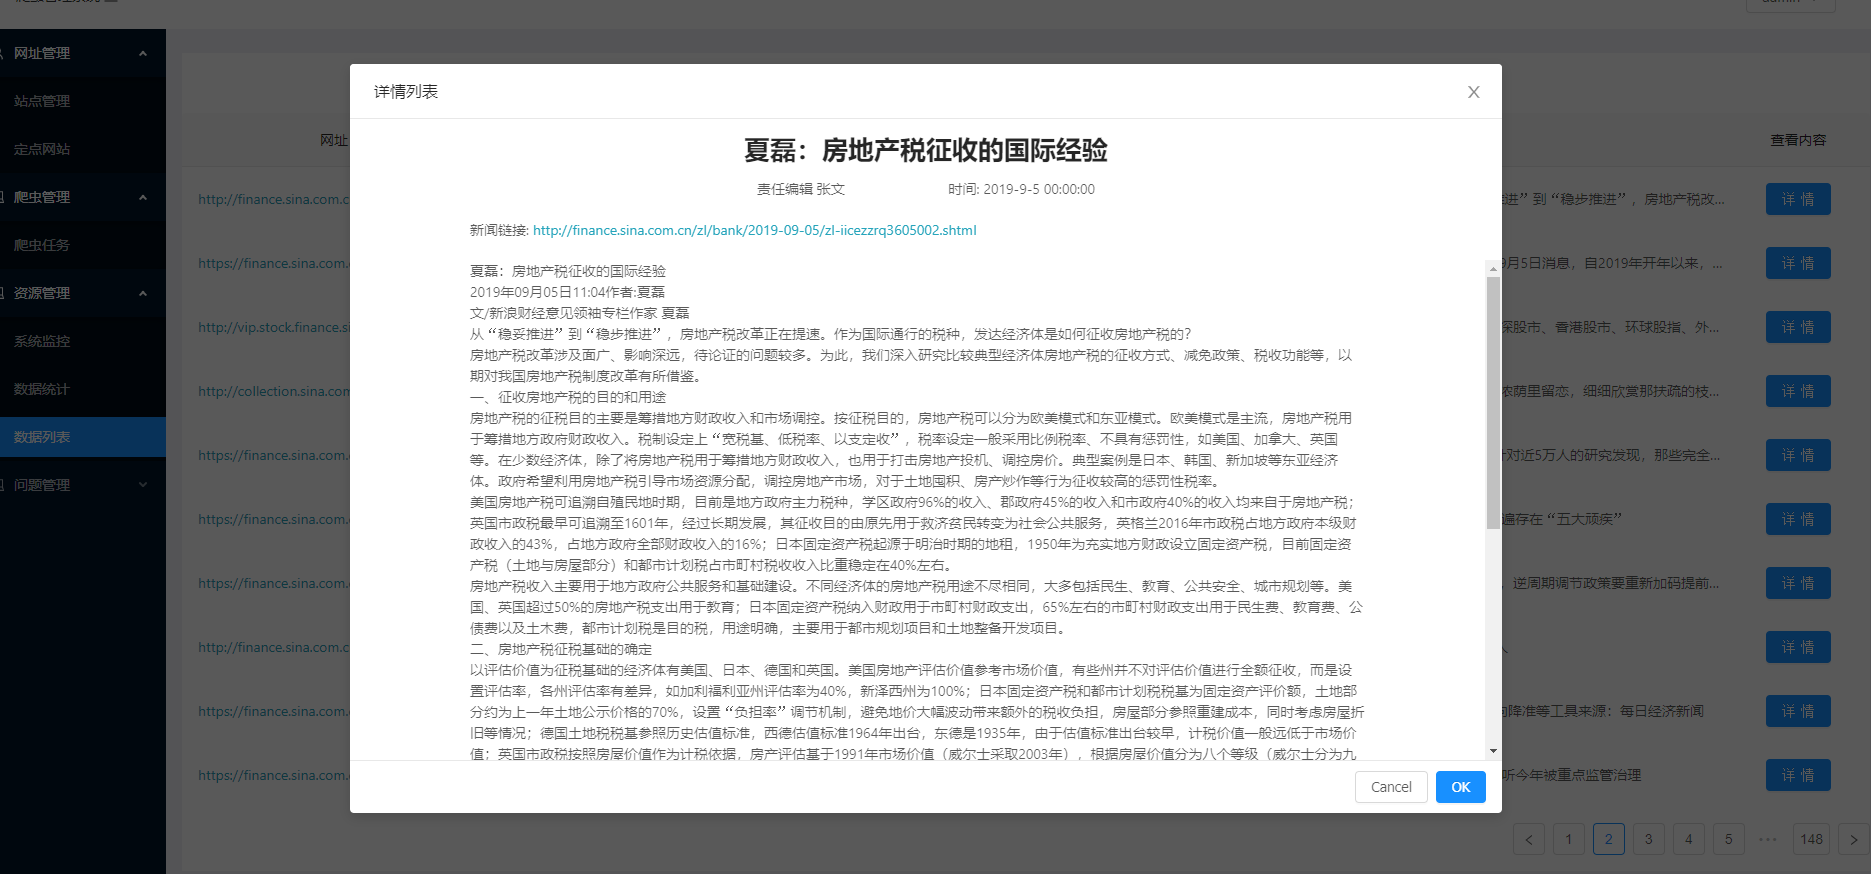 admin
网址管理
站点管理
定点网站
爬虫管理
爬虫任务
资源管理
系统监控
数据统计
数据列表
问题管理
网址
查看内容
http://finance.sina.com.c
https://finance.sina.com.
http://vip.stock.finance.si
http://collection.sina.com
https://finance.sina.com.
https://finance.sina.com.
https://finance.sina.com.
http://finance.sina.com.c
https://finance.sina.com.
https://finance.sina.com.
详情列表
X
夏磊：房地产税征收的国际经验
责任编辑 张文
时间: 2019-9-5 00:00:00
新闻链接: http://finance.sina.com.cn/zl/bank/2019-09-05/zl-iicezzrq3605002.shtml
夏磊：房地产税征收的国际经验
2019年09月05日11:04作者:夏磊
文/新浪财经意见领袖专栏作家 夏磊
从“稳妥推进”到“稳步推进”，房地产税改革正在提速。作为国际通行的税种，发达经济体是如何征收房地产税的？
房地产税改革涉及面广、影响深远，待论证的问题较多。为此，我们深入研究比较典型经济体房地产税的征收方式、减免政策、税收功能等，以
期对我国房地产税制度改革有所借鉴。
一、征收房地产税的目的和用途
房地产税的征税目的主要是筹措地方财政收入和市场调控。按征税目的，房地产税可以分为欧美模式和东亚模式。欧美模式是主流，房地产税用
于筹措地方政府财政收入。税制设定上“宽税基、低税率、以支定收”，税率设定一般采用比例税率、不具有惩罚性，如美国、加拿大、英国
等。在少数经济体，除了将房地产税用于筹措地方财政收入，也用于打击房地产投机、调控房价。典型案例是日本、韩国、新加坡等东亚经济
体。政府希望利用房地产税引导市场资源分配，调控房地产市场，对于土地囤积、房产炒作等行为征收较高的惩罚性税率。
美国房地产税可追溯自殖民地时期，目前是地方政府主力税种，学区政府96%的收入、郡政府45%的收入和市政府40%的收入均来自于房地产税；
英国市政税最早可追溯至1601年，经过长期发展，其征收目的由原先用于救济贫民转变为社会公共服务，英格兰2016年市政税占地方政府本级财
政收入的43%，占地方政府全部财政收入的16%；日本固定资产税起源于明治时期的地租，1950年为充实地方财政设立固定资产税，目前固定资
产税（土地与房屋部分）和都市计划税占市町村税收收入比重稳定在40%左右。
房地产税收入主要用于地方政府公共服务和基础建设。不同经济体的房地产税用途不尽相同，大多包括民生、教育、公共安全、城市规划等。美
国、英国超过50%的房地产税支出用于教育；日本固定资产税纳入财政用于市町村财政支出，65%左右的市町村财政支出用于民生费、教育费、公
债费以及土木费，都市计划税是目的税，用途明确，主要用于都市规划项目和土地整备开发项目。
二、房地产税征税基础的确定
以评估价值为征税基础的经济体有美国、日本、德国和英国。美国房地产评估价值参考市场价值，有些州并不对评估价值进行全额征收，而是设
置评估率，各州评估率有差异，如加利福利亚州评估率为40%，新泽西州为100%；日本固定资产税和都市计划税税基为固定资产评价额，土地部
分约为上一年土地公示价格的70%，设置“负担率”调节机制，避免地价大幅波动带来额外的税收负担，房屋部分参照重建成本，同时考虑房屋折
旧等情况；德国土地税税基参照历史估值标准，西德估值标准1964年出台，东德是1935年，由于估值标准出台较早，计税价值一般远低于市场价
值；英国市政税按照房屋价值作为计税依据，房产评估基于1991年市场价值（威尔士采取2003年），根据房屋价值分为八个等级（威尔士分为九
Cancel
OK
进”到“稳步推进”，房地产税改... 详 情
9月5日消息，自2019年开年以来，... 详 情
深股市、香港股市、环球股指、外... 详 情
浓荫里留恋，细细欣赏那扶疏的枝... 详 情
对近5万人的研究发现，那些完全... 详 情
遍存在“五大顽疾” 详 情
，逆周期调节政策要重新加码提前... 详 情
详 情
降准等工具来源：每日经济新闻 详 情
听今年被重点监管治理 详 情
< 1 2 3 4 5 ••• 148 >